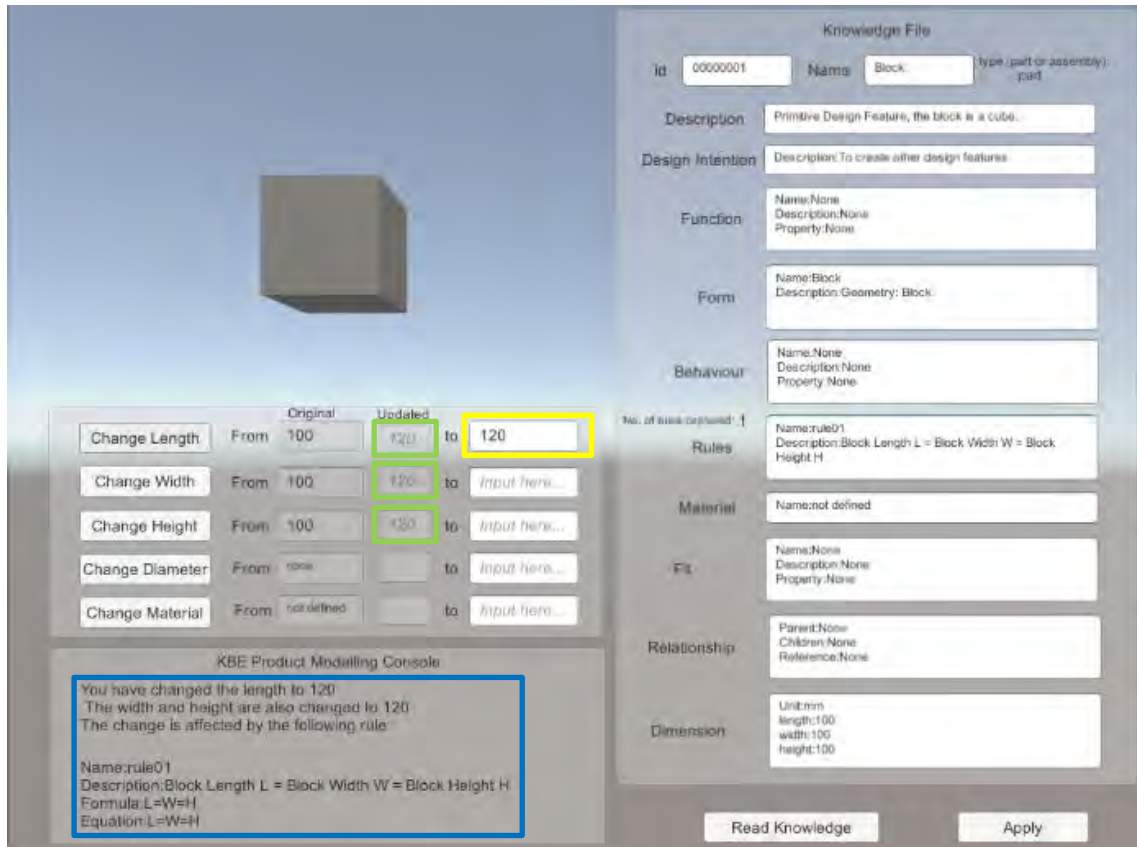 Knowledge File
Id 00000001 Name Block type (part or assembly): part
Description Primitive Design Feature, the block is a cube.
Design Intention Description:To create other design features
Function
Name:None
Description:None
Property:None
Form
Name:Block
Description:Geometry: Block.
Behaviour
Name:None
Description:None
Property:None
No. of rules captured: 1
Rules
Name:rule01
Description:Block Length L = Block Width W = Block
Height H
Material Name:not defined
Fit
Name:None
Description:None
Property:None
Relationship
Parent:None
Children:None
Reference:None
Dimension
Unit:mm
length:100
width:100
height:100
Read Knowledge Apply
Original Updated
Change Length From 100 120 to 120
Change Width From 100 120 to Input here...
Change Height From 100 120 to Input here...
Change Diameter From none to Input here...
Change Material From not defined to Input here...
KBE Product Modelling Console
You have changed the length to 120
The width and height are also changed to 120
The change is affected by the following rule
Name:rule01
Description:Block Length L = Block Width W = Block Height H
Formula:L=W=H
Equation:L=W=H